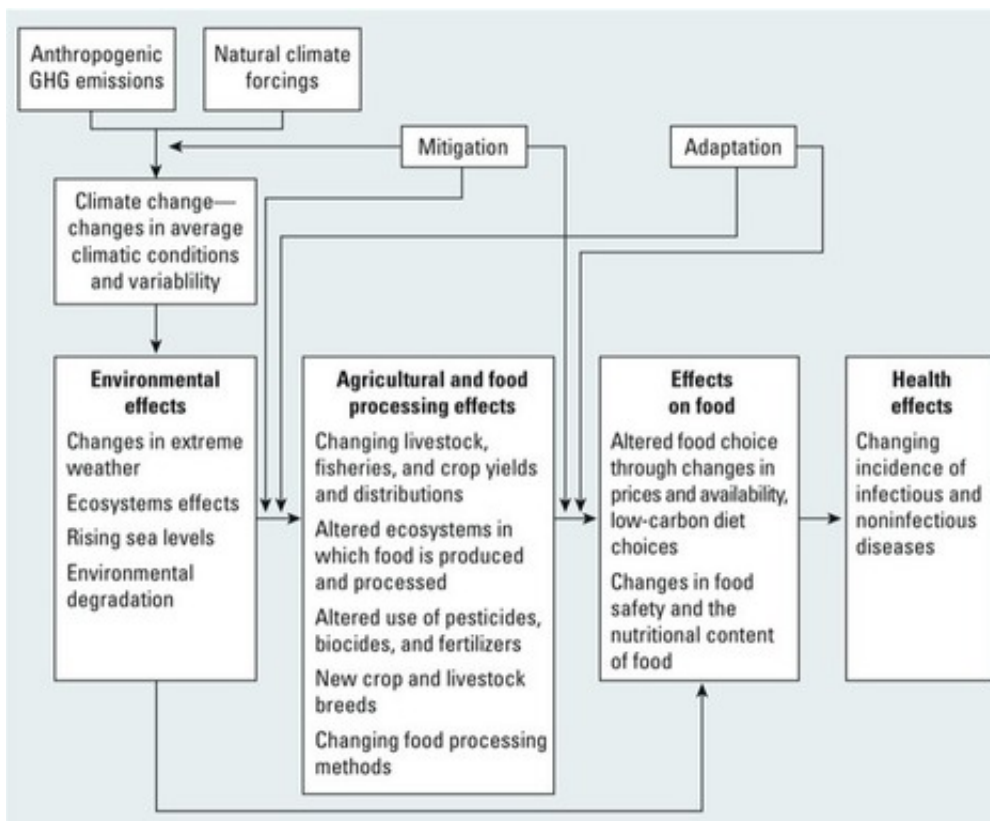 Anthropogenic
GHG emissions
Natural climate
forcings
Mitigation
Adaptation
Climate change—
changes in average
climatic conditions
and variablility
Environmental
effects
Changes in extreme
weather
Ecosystems effects
Rising sea levels
Environmental
degradation
Agricultural and food
processing effects
Changing livestock,
fisheries, and crop yields
and distributions
Altered ecosystems in
which food is produced
and processed
Altered use of pesticides,
biocides, and fertilizers
New crop and livestock
breeds
Changing food processing
methods
Effects
on food
Altered food choice
through changes in
prices and availability,
low-carbon diet
choices
Changes in food
safety and the
nutritional content
of food
Health
effects
Changing
incidence of
infectious and
noninfectious
diseases